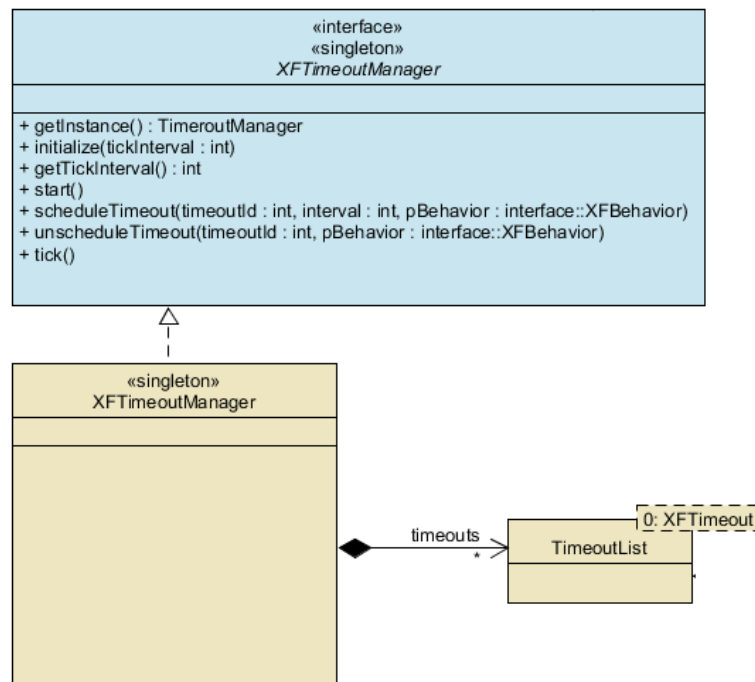 «interface»
«singleton»
XFTimeoutManager
+ getInstance() : TimeroutManager
+ initialize(tickInterval : int)
+ getTickInterval() : int
+ start()
+ scheduleTimeout(timeoutId : int, interval : int, pBehavior : interface::XFBehavior)
+ unscheduleTimeout(timeoutId : int, pBehavior : interface::XFBehavior)
+ tick()
«singleton»
XFTimeoutManager
0: XFTimeout
timeouts
*
TimeoutList